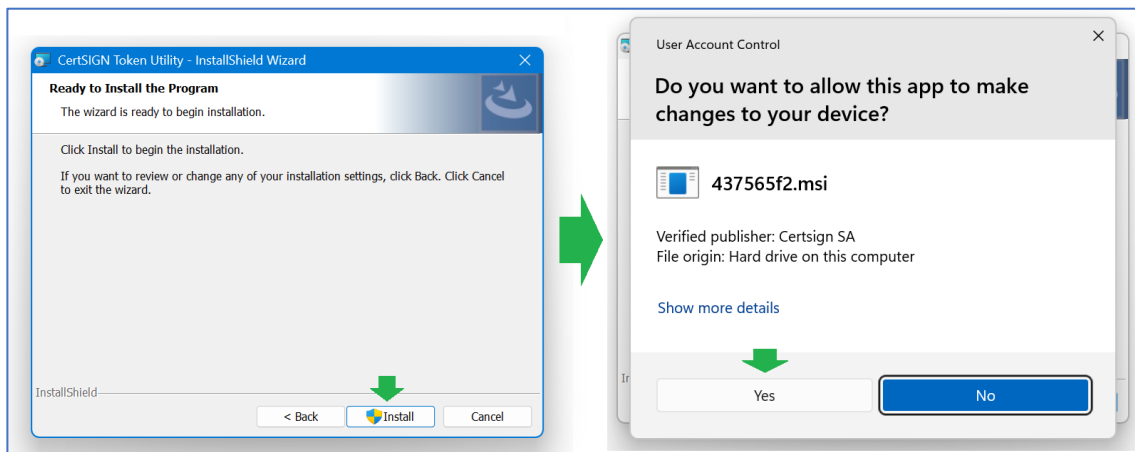 CertSIGN Token Utility - InstallShield Wizard
Ready to Install the Program
The wizard is ready to begin installation.
Click Install to begin the installation.
If you want to review or change any of your installation settings, click Back. Click Cancel
to exit the wizard.
InstallShield
< Back
Install
Cancel
User Account Control
Do you want to allow this app to make
changes to your device?
437565f2.msi
Verified publisher: Certsign SA
File origin: Hard drive on this computer
Show more details
Ir
Yes
No